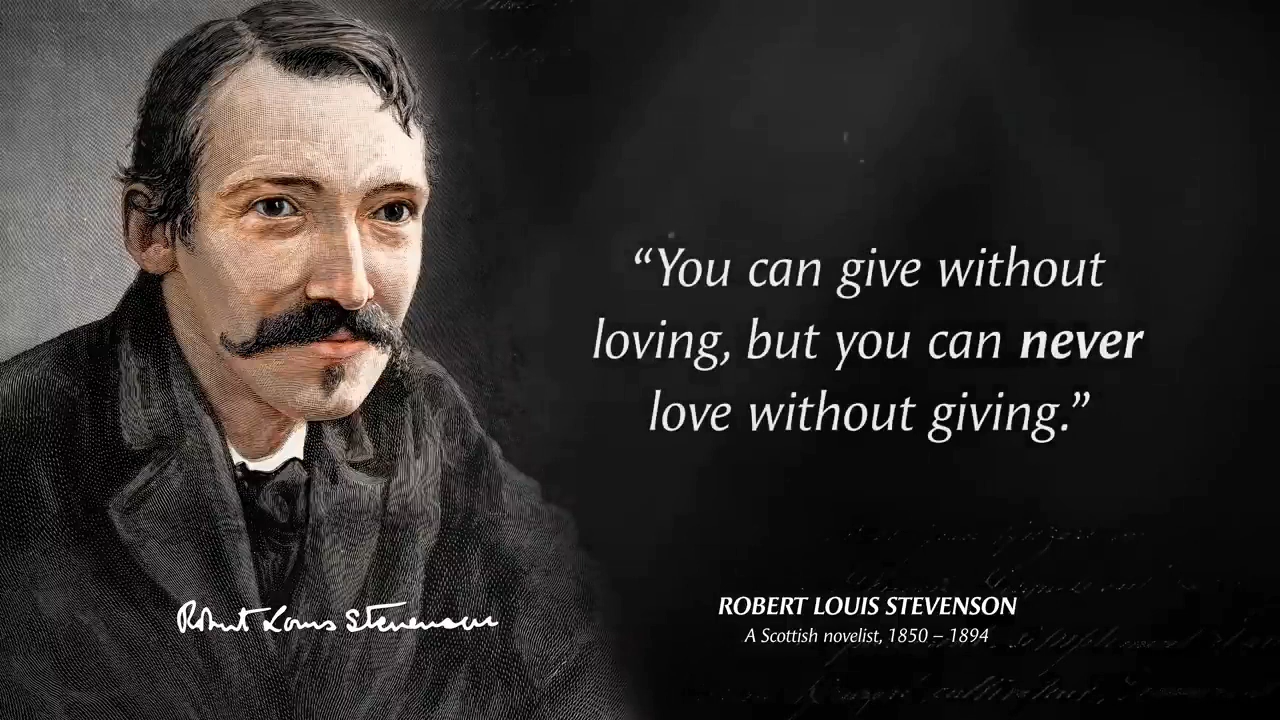 “You can give without
loving, but you can never
love without giving.”
Robert Louis Stevenson
ROBERT LOUIS STEVENSON
A Scottish novelist, 1850 – 1894